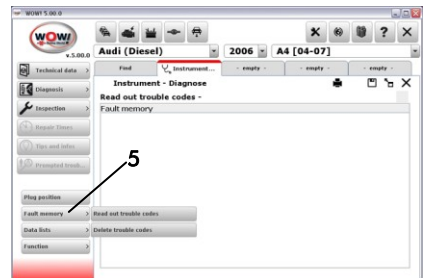 WOW! 5.00.0
WOW!
v.5.00.0
Audi (Diesel) 2006 A4 [04-07]
Technical data
Diagnosis
Inspection
Repair Times
Tips and infos
Prompted troub...
Find Instrument... - empty - - empty - - empty -
Instrument - Diagnose
Read out trouble codes -
Fault memory
5
Plug position
Fault memory Read out trouble codes
Data lists Delete trouble codes
Function